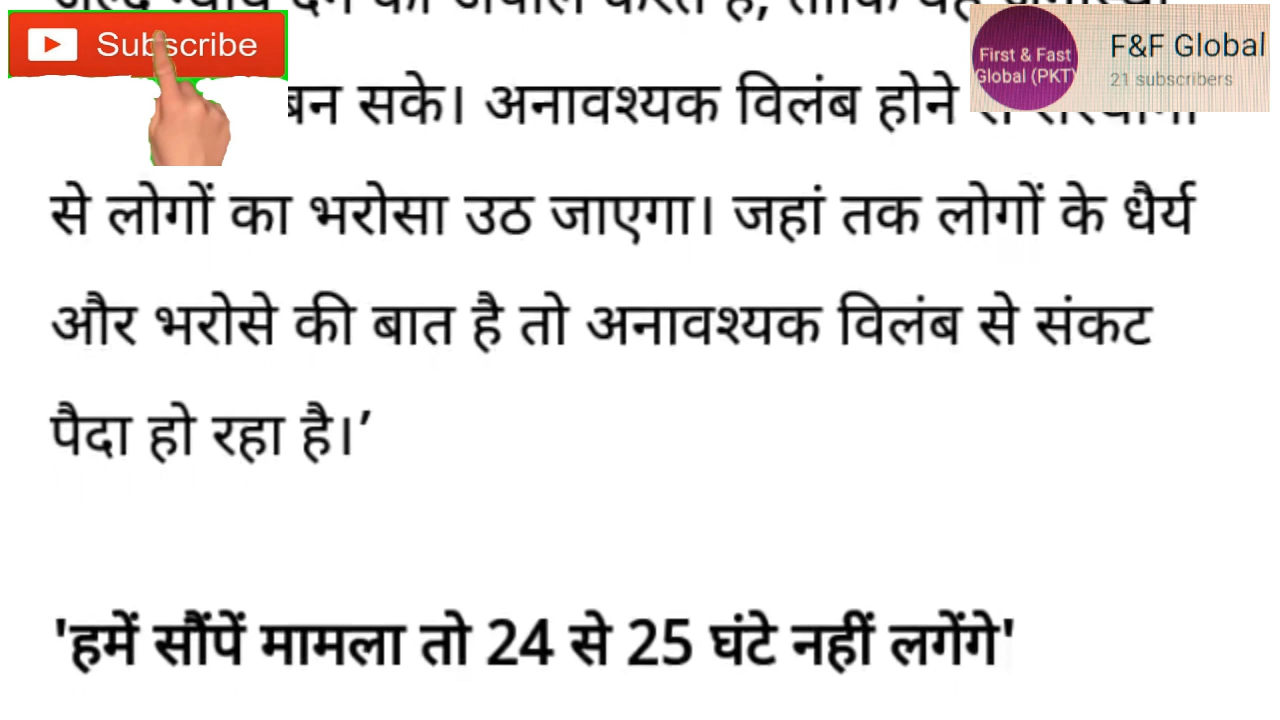 Subscribe
F&F Global
First & Fast
Global (PKT)
21 subscribers
बन सके। अनावश्यक विलंब होने
से लोगों का भरोसा उठ जाएगा। जहां तक लोगों के धैर्य
और भरोसे की बात है तो अनावश्यक विलंब से संकट
पैदा हो रहा है।’
'हमें सौंपें मामला तो 24 से 25 घंटे नहीं लगेंगे'